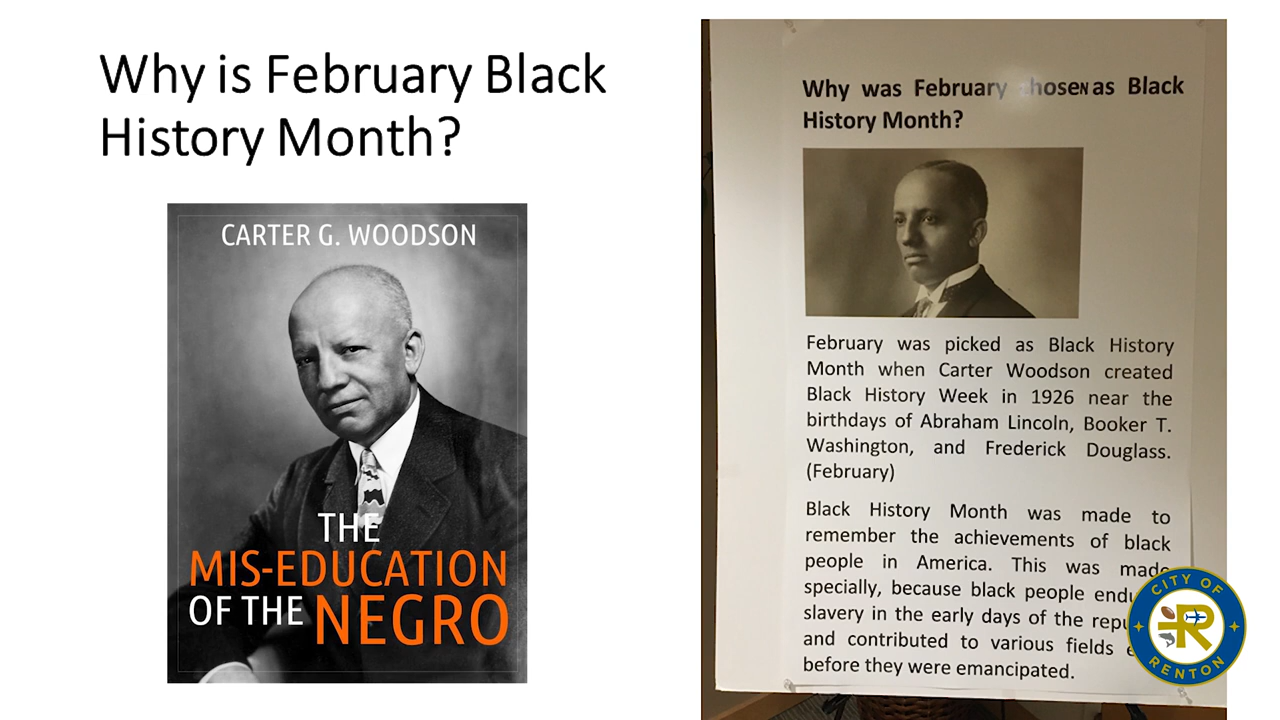 Why is February Black
History Month?
CARTER G. WOODSON
THE
MIS-EDUCATION
OF THE NEGRO
Why was February hosen as Black
History Month?
February was picked as Black History
Month when Carter Woodson created
Black History Week in 1926 near the
birthdays of Abraham Lincoln, Booker T.
Washington, and Frederick Douglass.
(February)
Black History Month was made to
remember the achievements of black
people in America. This was made
specially, because black people
slavery in the early days of the
and contributed to various fields
before they were emancipated.
CITY OF
R
RENTON